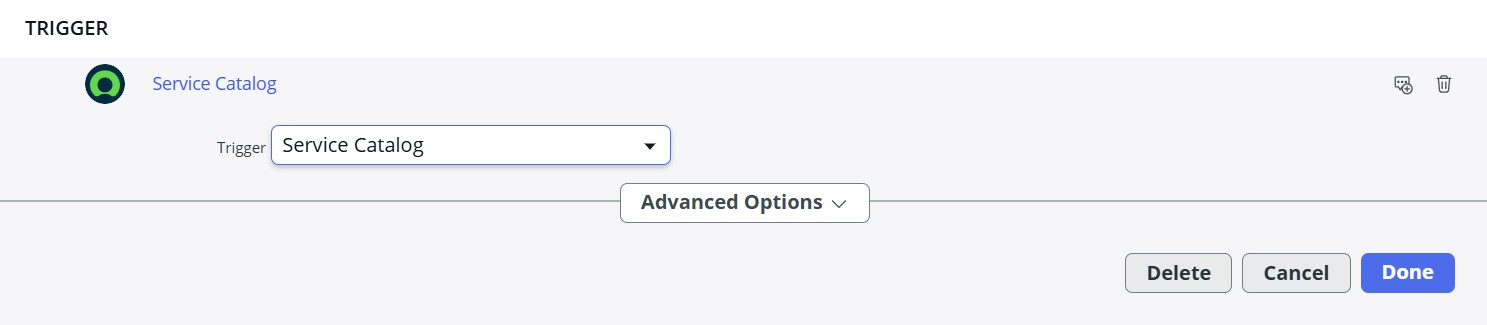 TRIGGER
Service Catalog
Trigger
Service Catalog
Advanced Options
Delete
Cancel
Done